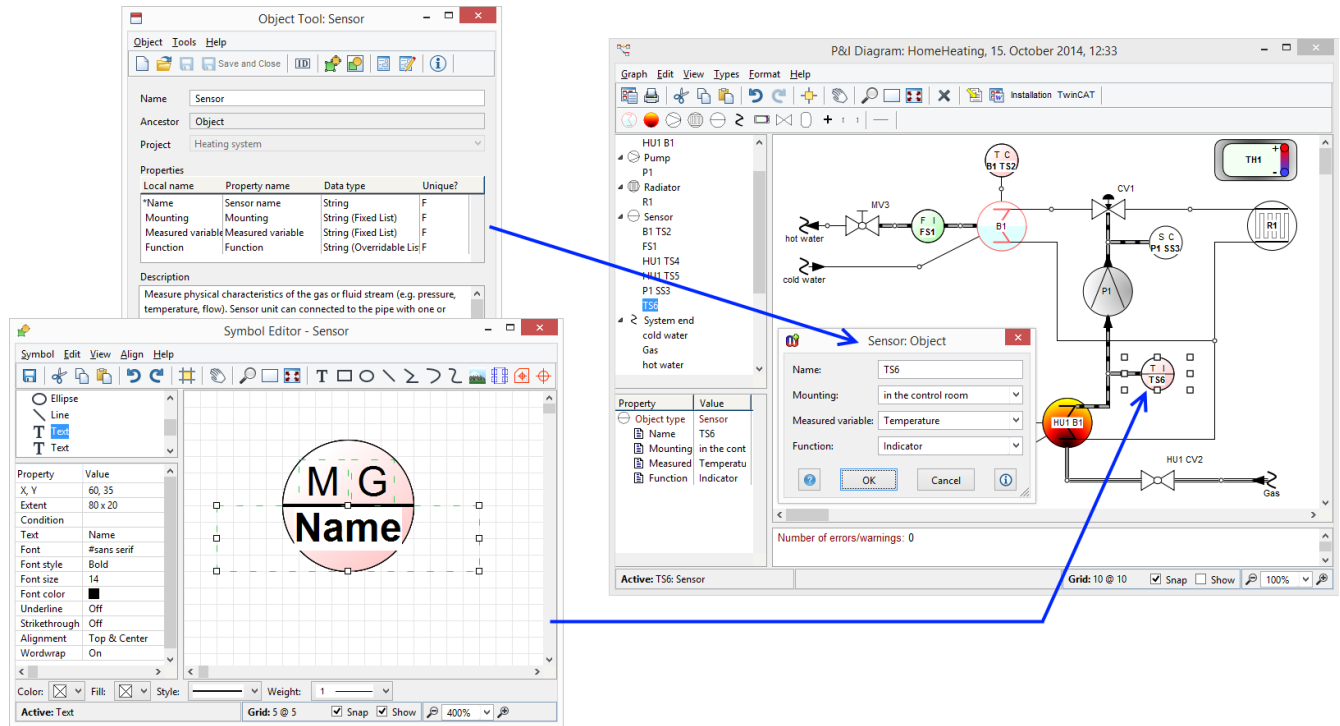 Object Tool: Sensor
Object Tools Help
Save and Close ID
Name Sensor
Ancestor Object
Project Heating system
Properties
Local name Property name Data type Unique?
*Name Sensor name String F
Mounting Mounting String (Fixed List) F
Measured variable Measured variable String (Fixed List) F
Function Function String (Overridable Lis F
Description
Measure physical characteristics of the gas or fluid stream (e.g. pressure,
temperature, flow). Sensor unit can connected to the pipe with one or
Symbol Editor - Sensor
Symbol Edit View Align Help
T
Ellipse
Line
T Text
T Text
Property Value
X, Y 60, 35
Extent 80 x 20
Condition
Text Name
Font #sans serif
Font style Bold
Font size 14
Font color
Underline Off
Strikethrough Off
Alignment Top & Center
Wordwrap On
M G
Name
Color: Fill: Style: Weight: 1
Active: Text Grid: 5 @ 5 Snap Show 400%
P&I Diagram: HomeHeating, 15. October 2014, 12:33
Graph Edit View Types Format Help
Installation TwinCAT
HU1 B1
Pump
P1
Radiator
R1
Sensor
B1 TS2
FS1
HU1 TS4
HU1 TS5
P1 SS3
TS6
System end
cold water
Gas
hot water
Property Value
Object type Sensor
Name TS6
Mounting in the cont
Measured Temperatu
Function Indicator
T C
B1 TS2
TH1
+
-
CV1
MV3
F I
FS1
B1
S C
P1 SS3
R1
hot water
cold water
P1
T I
TS6
HU1 B1
HU1 CV2
Gas
Sensor: Object
Name: TS6
Mounting: in the control room
Measured variable: Temperature
Function: Indicator
OK Cancel
Number of errors/warnings: 0
Active: TS6: Sensor Grid: 10 @ 10 Snap Show 100%